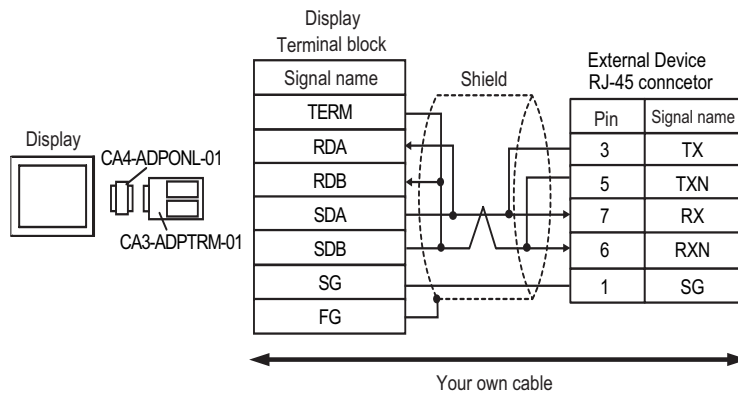 Display
Terminal block
External Device
RJ-45 conncetor
Signal name
Shield
Pin
Signal name
TERM
Display
CA4-ADPONL-01
CA3-ADPTRM-01
RDA
3
TX
RDB
5
TXN
SDA
7
RX
SDB
6
RXN
SG
1
SG
FG
Your own cable